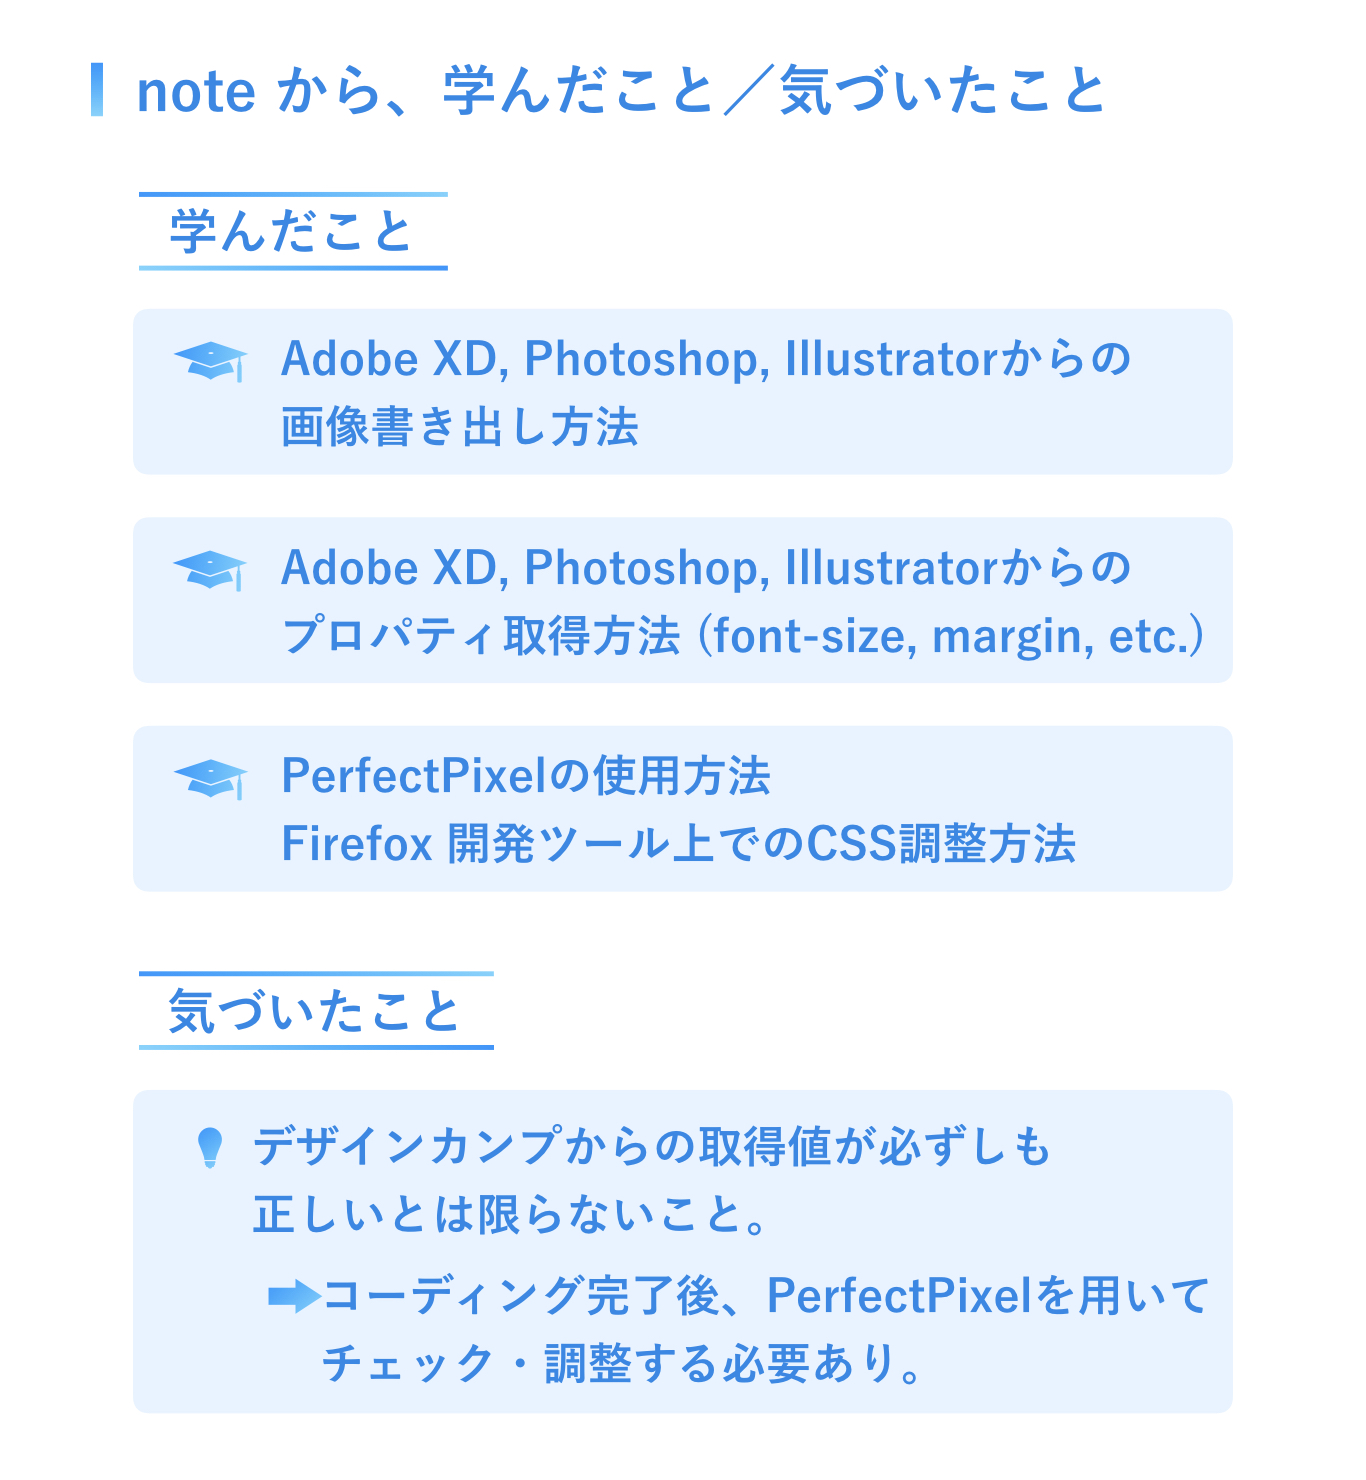 note から、学んだこと／気づいたこと
学んだこと
Adobe XD, Photoshop, Illustratorからの
画像書き出し方法
Adobe XD, Photoshop, Illustratorからの
プロパティ取得方法 (font-size, margin, etc.)
PerfectPixelの使用方法
Firefox 開発ツール上でのCSS調整方法
気づいたこと
デザインカンプからの取得値が必ずしも
正しいとは限らないこと。
コーディング完了後、PerfectPixelを用いて
チェック・調整する必要あり。